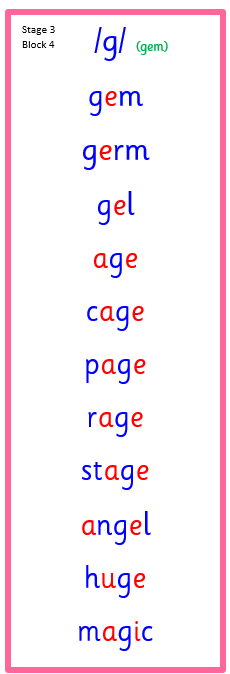 Stage 3
Block 4
/g/ (gem)
gem
germ
gel
age
cage
page
rage
stage
angel
huge
magic